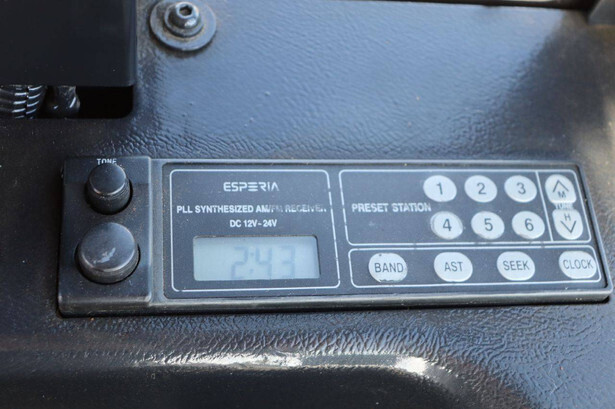 TONE
ESPERIA
PLL SYNTHESIZED AM/FM RECEIVER
DC 12V-24V
2:43
PRESET STATION
1 2 3
4 5 6
M
TUNE
H
BAND AST SEEK CLOCK